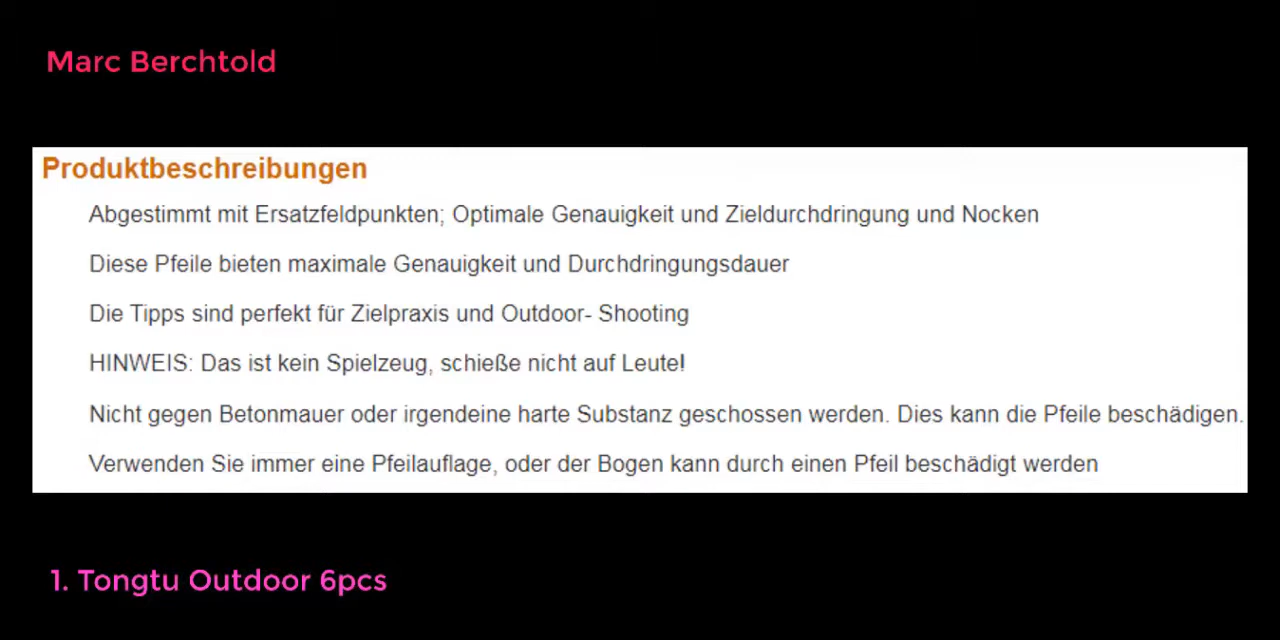 Marc Berchtold
Produktbeschreibungen
Abgestimmt mit Ersatzfeldpunkten; Optimale Genauigkeit und Zieldurchdringung und Nocken
Diese Pfeile bieten maximale Genauigkeit und Durchdringungsdauer
Die Tipps sind perfekt für Zielpraxis und Outdoor- Shooting
HINWEIS: Das ist kein Spielzeug, schieße nicht auf Leute!
Nicht gegen Betonmauer oder irgendeine harte Substanz geschossen werden. Dies kann die Pfeile beschädigen.
Verwenden Sie immer eine Pfeilauflage, oder der Bogen kann durch einen Pfeil beschädigt werden
1. Tongtu Outdoor 6pcs